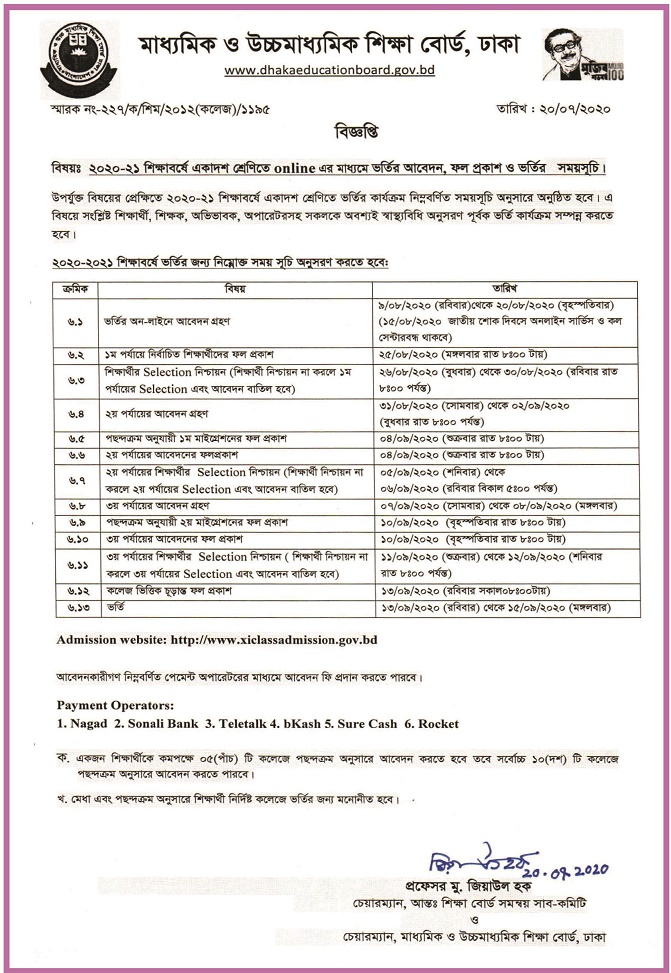 মাধ্যমিক ও উচ্চমাধ্যমিক শিক্ষা বোর্ড, ঢাকা
www.dhakaeducationboard.gov.bd
স্মারক নং-২২৭/ক/শিম/২০১২(কলেজ)/১১৯৫ তারিখ : ২০/০৭/২০২০
বিজ্ঞপ্তি
বিষয়ঃ ২০২০-২১ শিক্ষাবর্ষে একাদশ শ্রেণিতে online এর মাধ্যমে ভর্তির আবেদন, ফল প্রকাশ ও ভর্তির সময়সূচি।
উপর্যুক্ত বিষয়ের প্রেক্ষিতে ২০২০-২১ শিক্ষাবর্ষে একাদশ শ্রেণিতে ভর্তির কার্যক্রম নিম্নবর্ণিত সময়সূচি অনুসারে অনুষ্ঠিত হবে। এ
বিষয়ে সংশ্লিষ্ট শিক্ষার্থী, শিক্ষক, অভিভাবক, অপারেটরসহ সকলকে অবশ্যই স্বাস্থ্যবিধি অনুসরণ পূর্বক ভর্তি কার্যক্রম সম্পন্ন করতে
হবে।
২০২০-২০২১ শিক্ষাবর্ষে ভর্তির জন্য নিম্নোক্ত সময় সূচি অনুসরণ করতে হবে:
ক্রমিক বিষয় তারিখ
৬.১ ভর্তির অন-লাইনে আবেদন গ্রহণ ৯/০৮/২০২০ (রবিবার)থেকে ২০/০৮/২০২০ (বৃহস্পতিবার)
(১৫/০৮/২০২০ জাতীয় শোক দিবসে অনলাইন সার্ভিস ও কল
সেন্টারবন্ধ থাকবে)
৬.২ ১ম পর্যায়ে নির্বাচিত শিক্ষার্থীদের ফল প্রকাশ ২৫/০৮/২০২০ (মঙ্গলবার রাত ৮ঃ০০ টায়)
৬.৩ শিক্ষার্থীর Selection নিশ্চায়ন (শিক্ষার্থী নিশ্চায়ন না করলে ১ম ২৬/০৮/২০২০ (বুধবার) থেকে ৩০/০৮/২০২০ (রবিবার রাত
পর্যায়ের Selection এবং আবেদন বাতিল হবে) ৮ঃ০০ পর্যন্ত)
৬.৪ ২য় পর্যায়ের আবেদন গ্রহণ ৩১/০৮/২০২০ (সোমবার) থেকে ০২/০৯/২০২০
(বুধবার রাত ৮ঃ০০ পর্যন্ত)
৬.৫ পছন্দক্রম অনুযায়ী ১ম মাইগ্রেশনের ফল প্রকাশ ০৪/০৯/২০২০ (শুক্রবার রাত ৮ঃ০০ টায়)
৬.৬ ২য় পর্যায়ের আবেদনের ফলপ্রকাশ ০৪/০৯/২০২০ (শুক্রবার রাত ৮ঃ০০ টায়)
৬.৭ ২য় পর্যায়ের শিক্ষার্থীর Selection নিশ্চায়ন (শিক্ষার্থী নিশ্চায়ন না ০৫/০৯/২০২০ (শনিবার) থেকে
করলে ২য় পর্যায়ের Selection এবং আবেদন বাতিল হবে) ০৬/০৯/২০২০ (রবিবার বিকাল ৫ঃ০০ পর্যন্ত)
৬.৮ ৩য় পর্যায়ের আবেদন গ্রহণ ০৭/০৯/২০২০ (সোমবার) থেকে ০৮/০৯/২০২০ (মঙ্গলবার)
৬.৯ পছন্দক্রম অনুযায়ী ২য় মাইগ্রেশনের ফল প্রকাশ ১০/০৯/২০২০ (বৃহস্পতিবার রাত ৮ঃ০০ টায়)
৬.১০ ৩য় পর্যায়ের আবেদনের ফল প্রকাশ ১০/০৯/২০২০ (বৃহস্পতিবার রাত ৮ঃ০০ টায়)
৬.১১ ৩য় পর্যায়ের শিক্ষার্থীর Selection নিশ্চায়ন ( শিক্ষার্থী নিশ্চায়ন না ১১/০৯/২০২০ (শুক্রবার) থেকে ১২/০৯/২০২০ (শনিবার
করলে ৩য় পর্যায়ের Selection এবং আবেদন বাতিল হবে) রাত ৮ঃ০০ পর্যন্ত)
৬.১২ কলেজ ভিত্তিক চূড়ান্ত ফল প্রকাশ ১৩/০৯/২০২০ (রবিবার সকাল০৮ঃ০০টায়)
৬.১৩ ভর্তি ১৩/০৯/২০২০ (রবিবার) থেকে ১৫/০৯/২০২০ (মঙ্গলবার)
Admission website: http://www.xiclassadmission.gov.bd
আবেদনকারীগণ নিম্নবর্ণিত পেমেন্ট অপারেটরের মাধ্যমে আবেদন ফি প্রদান করতে পারবে।
Payment Operators:
1. Nagad 2. Sonali Bank 3. Teletalk 4. bKash 5. Sure Cash 6. Rocket
ক. একজন শিক্ষার্থীকে কমপক্ষে ০৫(পাঁচ) টি কলেজে পছন্দক্রম অনুসারে আবেদন করতে হবে তবে সর্বোচ্চ ১০(দশ) টি কলেজে
পছন্দক্রম অনুসারে আবেদন করতে পারবে।
খ. মেধা এবং পছন্দক্রম অনুসারে শিক্ষার্থী নির্দিষ্ট কলেজে ভর্তির জন্য মনোনীত হবে।
২০.০৭.২০২০
প্রফেসর মু. জিয়াউল হক
চেয়ারম্যান, আন্তঃ শিক্ষা বোর্ড সমন্বয় সাব-কমিটি
ও
চেয়ারম্যান, মাধ্যমিক ও উচ্চমাধ্যমিক শিক্ষা বোর্ড, ঢাকা